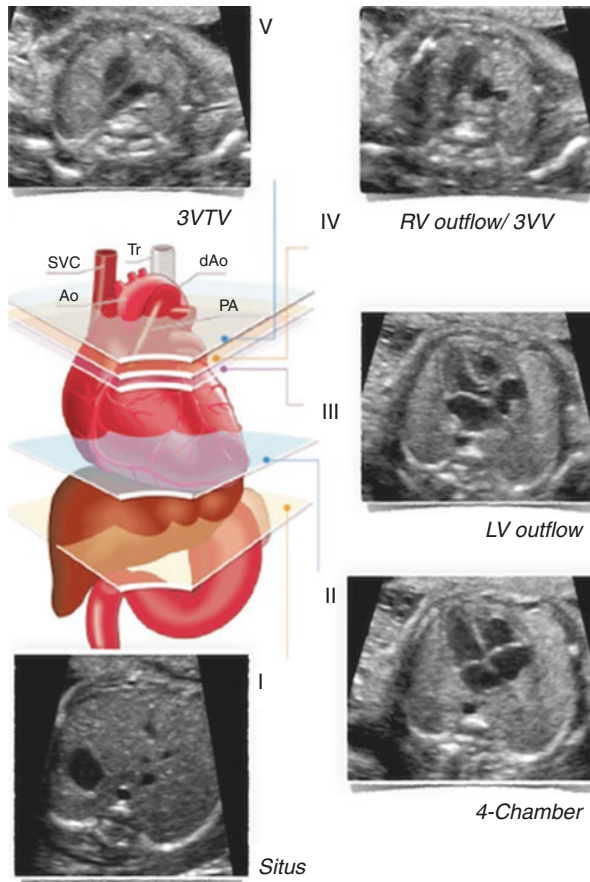 V
3VTV
IV
RV outflow/ 3VV
SVC
Tr
dAo
Ao
PA
III
LV outflow
II
4-Chamber
I
Situs